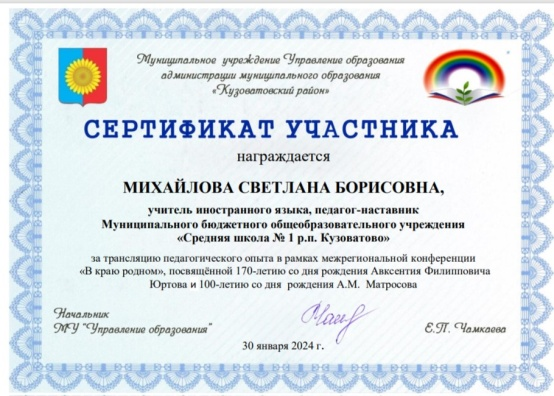 Муниципальное учреждение Управление образования
администрации муниципального образования
«Кузоватовский район»
СЕРТИФИКАТ УЧАСТНИКА
награждается
МИХАЙЛОВА СВЕТЛАНА БОРИСОВНА,
учитель иностранного языка, педагог-наставник
Муниципального бюджетного общеобразовательного учреждения
«Средняя школа № 1 р.п. Кузоватово»
за трансляцию педагогического опыта в рамках межрегиональной конференции
«В краю родном», посвящённой 170-летию со дня рождения Авксентия Филипповича
Юртова и 100-летию со дня рождения А.М. Матросова
Начальник
МУ "Управление образования"
Е.П. Чамкаева
30 января 2024 г.